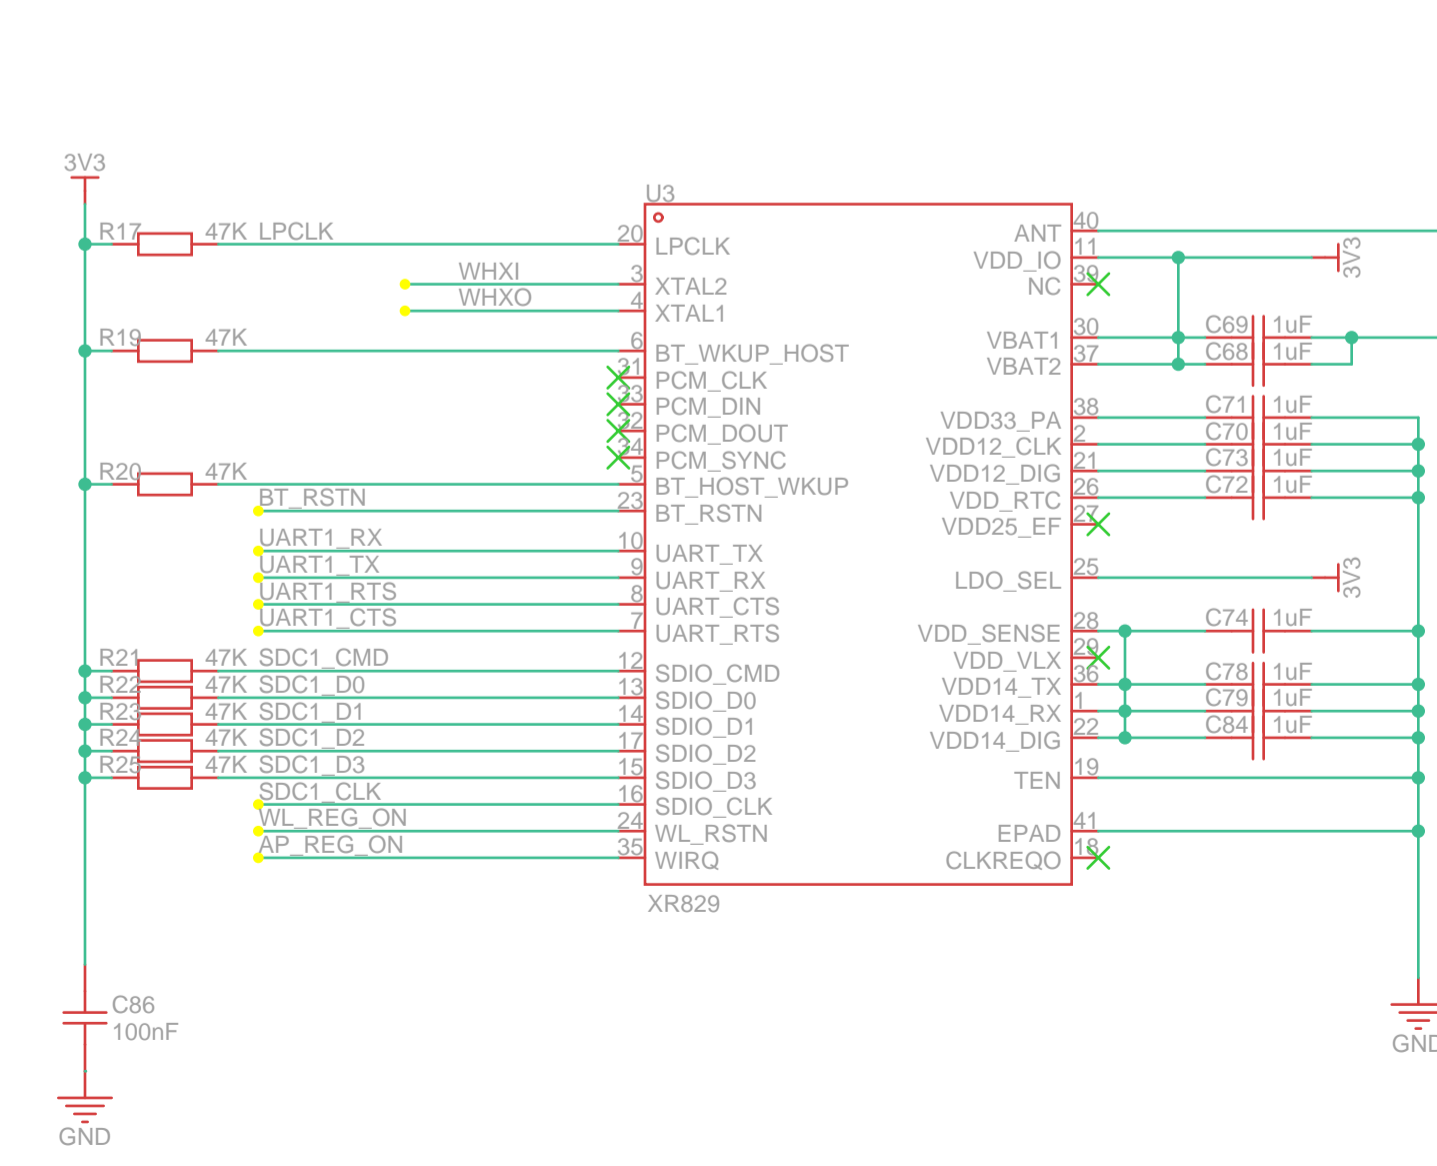 3V3
U3
R17 47K LPCLK 20 LPCLK
WHXI 3 XTAL2
WHXO 4 XTAL1
R19 47K 6 BT_WKUP_HOST
31 PCM_CLK
33 PCM_DIN
32 PCM_DOUT
34 PCM_SYNC
R20 47K 5 BT_HOST_WKUP
BT_RSTN 23 BT_RSTN
UART1_RX 10 UART_TX
UART1_TX 9 UART_RX
UART1_RTS 8 UART_CTS
UART1_CTS 7 UART_RTS
R21 47K SDC1_CMD 12 SDIO_CMD
R22 47K SDC1_D0 13 SDIO_D0
R23 47K SDC1_D1 14 SDIO_D1
R24 47K SDC1_D2 17 SDIO_D2
R25 47K SDC1_D3 15 SDIO_D3
SDC1_CLK 16 SDIO_CLK
WL_REG_ON 24 WL_RSTN
AP_REG_ON 35 WIRQ
ANT 40
VDD_IO 11 3V3
NC 39
VBAT1 30 C69 1uF
VBAT2 37 C68 1uF
VDD33_PA 38 C71 1uF
VDD12_CLK 2 C70 1uF
VDD12_DIG 21 C73 1uF
VDD_RTC 26 C72 1uF
VDD25_EF 27
LDO_SEL 25 3V3
VDD_SENSE 28 C74 1uF
VDD_VLX 29
VDD14_TX 36 C78 1uF
VDD14_RX 1 C79 1uF
VDD14_DIG 22 C84 1uF
TEN 19
EPAD 41
CLKREQO 18
XR829
C86
100nF
GND
GND